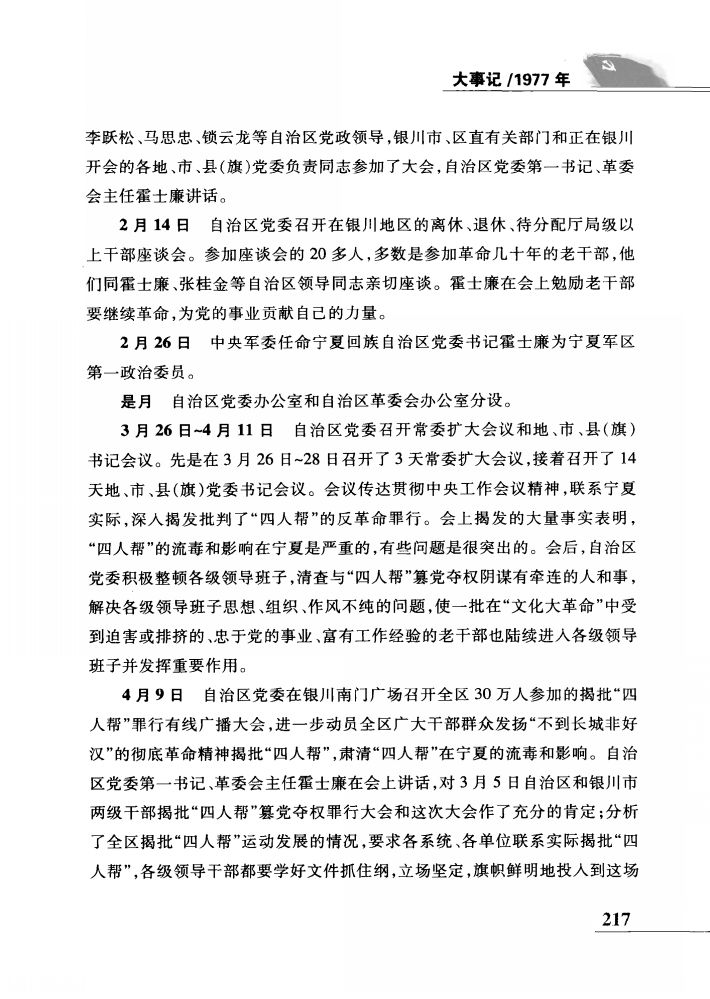 大事记/1977年
李跃松、马思忠、锁云龙等自治区党政领导,银川市、区直有关部门和正在银川
开会的各地、市、县(旗)党委负责同志参加了大会,自治区党委第一书记、革委
会主任霍士廉讲话。
2月14日 自治区党委召开在银川地区的离休、退休、待分配厅局级以
上干部座谈会。参加座谈会的20多人,多数是参加革命几十年的老干部,他
们同霍士廉、张桂金等自治区领导同志亲切座谈。霍士廉在会上勉励老干部
要继续革命,为党的事业贡献自己的力量。
2月26日 中央军委任命宁夏回族自治区党委书记霍士廉为宁夏军区
第一政治委员。
是月 自治区党委办公室和自治区革委会办公室分设。
3月26日~4月11日 自治区党委召开常委扩大会议和地、市、县(旗)
书记会议。先是在3月26日~28日召开了3天常委扩大会议,接着召开了14
天地、市、县(旗)党委书记会议。会议传达贯彻中央工作会议精神,联系宁夏
实际,深入揭发批判了“四人帮”的反革命罪行。会上揭发的大量事实表明,
“四人帮”的流毒和影响在宁夏是严重的,有些问题是很突出的。会后,自治区
党委积极整顿各级领导班子,清查与“四人帮”篡党夺权阴谋有牵连的人和事,
解决各级领导班子思想、组织、作风不纯的问题,使一批在“文化大革命”中受
到迫害或排挤的、忠于党的事业、富有工作经验的老干部也陆续进入各级领导
班子并发挥重要作用。
4月9日 自治区党委在银川南门广场召开全区30万人参加的揭批“四
人帮”罪行有线广播大会,进一步动员全区广大干部群众发扬“不到长城非好
汉”的彻底革命精神揭批“四人帮”,肃清“四人帮”在宁夏的流毒和影响。自治
区党委第一书记、革委会主任霍士廉在会上讲话,对3月5日自治区和银川市
两级干部揭批“四人帮”篡党夺权罪行大会和这次大会作了充分的肯定;分析
了全区揭批“四人帮”运动发展的情况,要求各系统、各单位联系实际揭批“四
人帮”,各级领导干部都要学好文件抓住纲,立场坚定,旗帜鲜明地投入到这场
217